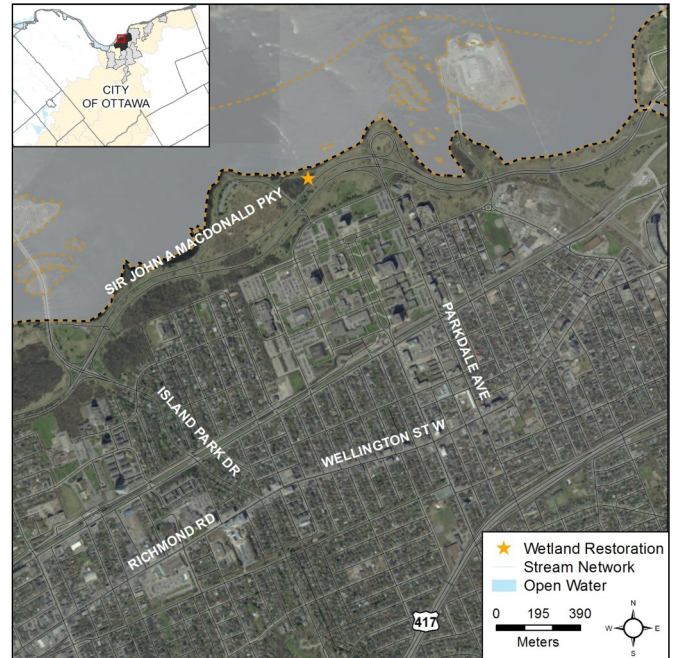 CITY
OF OTTAWA
SIR JOHN A MACDONALD PKY
PARKDALE AVE
ISLAND PARK DR
WELLINGTON ST W
RICHMOND RD
417
Wetland Restoration
Stream Network
Open Water
0 195 390
Meters
N
W E
S